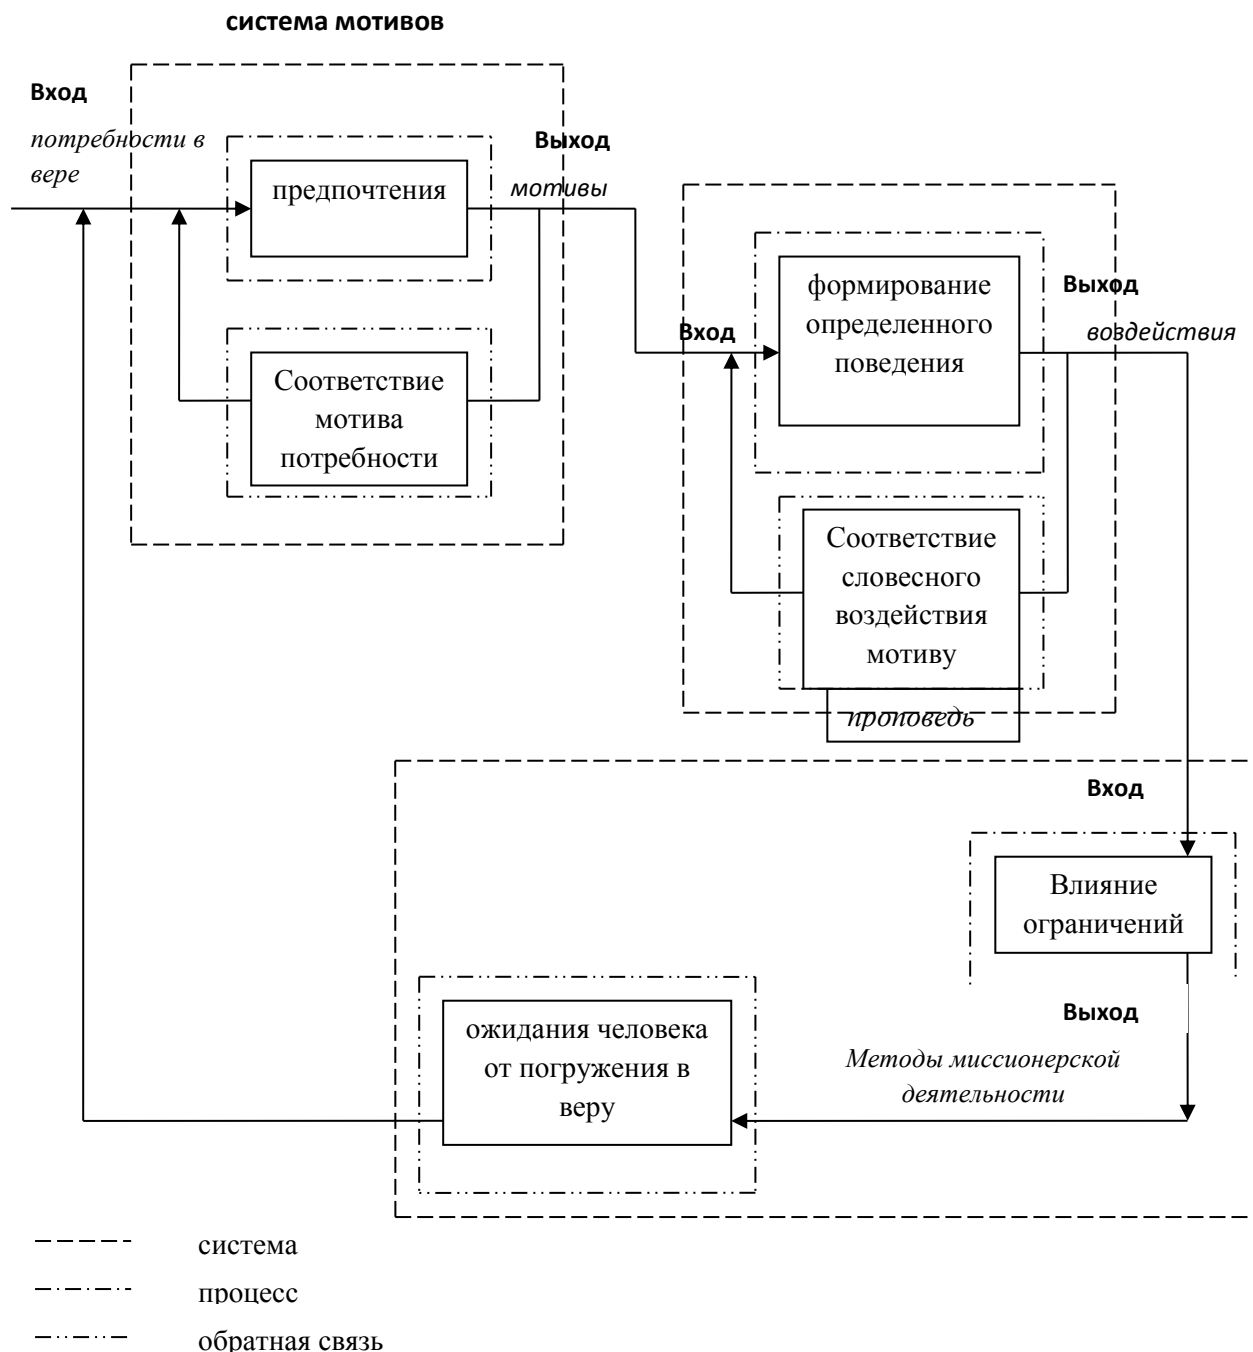 система мотивов
Вход
потребности в
вере
предпочтения
Выход
мотивы
Соответствие
мотива
потребности
Вход
формирование
определенного
поведения
Выход
воздействия
Соответствие
словесного
воздействия
мотиву
проповедь
Вход
Влияние
ограничений
Выход
Методы миссионерской
деятельности
ожидания человека
от погружения в
веру
система
процесс
обратная связь